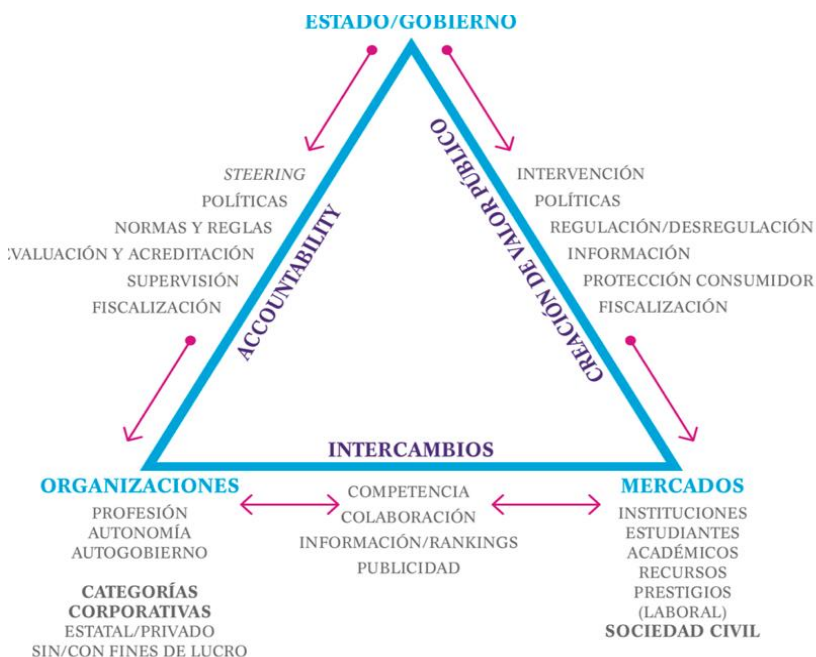 ESTADO/GOBIERNO
STEERING
POLÍTICAS
NORMAS Y REGLAS
EVALUACIÓN Y ACREDITACIÓN
SUPERVISIÓN
FISCALIZACIÓN
ACCOUNTABILITY
CREACIÓN DE VALOR PÚBLICO
INTERVENCIÓN
POLÍTICAS
REGULACIÓN/DESREGULACIÓN
INFORMACIÓN
PROTECCIÓN CONSUMIDOR
FISCALIZACIÓN
INTERCAMBIOS
ORGANIZACIONES
PROFESIÓN
AUTONOMÍA
AUTOGOBIERNO
CATEGORÍAS
CORPORATIVAS
ESTATAL/PRIVADO
SIN/CON FINES DE LUCRO
COMPETENCIA
COLABORACIÓN
INFORMACIÓN/RANKINGS
PUBLICIDAD
MERCADOS
INSTITUCIONES
ESTUDIANTES
ACADÉMICOS
RECURSOS
PRESTIGIOS
(LABORAL)
SOCIEDAD CIVIL